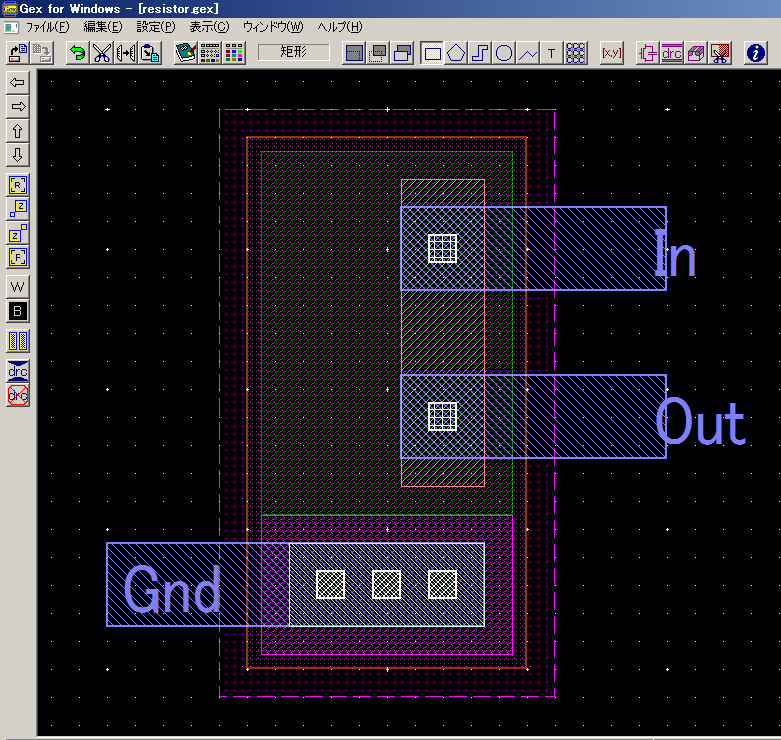 Gex for Windows - [resistor.gex]
ファイル(F) 編集(E) 設定(P) 表示(C) ウィンドウ(W) ヘルプ(H)
矩形
T
[x,y]
drc
i
R
Z
Z
F
W
B
drc
drc
In
Out
Gnd